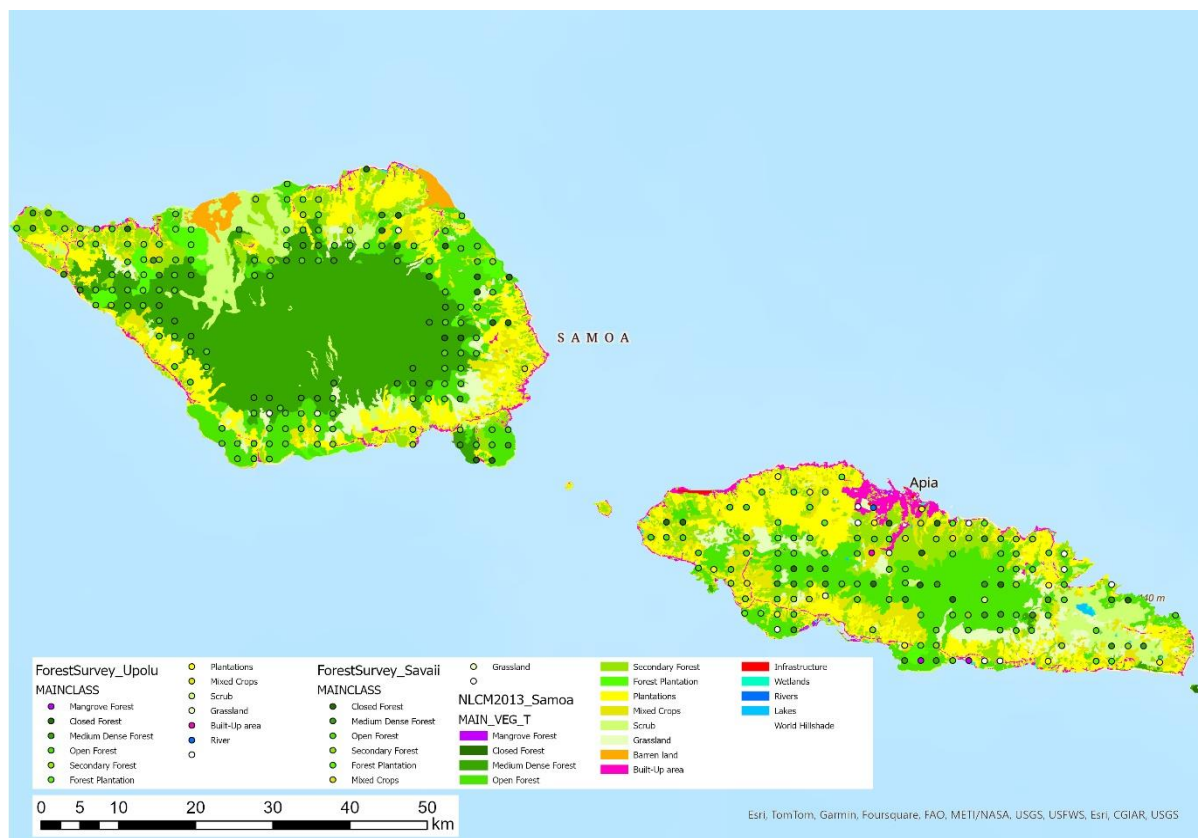 SAMOA
Apia
40 m
ForestSurvey_Upolu
MAINCLASS
Mangrove Forest
Closed Forest
Medium Dense Forest
Open Forest
Secondary Forest
Forest Plantation
Plantations
Mixed Crops
Scrub
Grassland
Built-Up area
River
ForestSurvey_Savaii
MAINCLASS
Closed Forest
Medium Dense Forest
Open Forest
Secondary Forest
Forest Plantation
Mixed Crops
Grassland
NLCM2013_Samoa
MAIN_VEG_T
Mangrove Forest
Closed Forest
Medium Dense Forest
Open Forest
Secondary Forest
Forest Plantation
Plantations
Mixed Crops
Scrub
Grassland
Barren land
Built-Up area
Infrastructure
Wetlands
Rivers
Lakes
World Hillshade
0 5 10 20 30 40 50
km
Esri, TomTom, Garmin, Foursquare, FAO, METI/NASA, USGS, USFWS, Esri, CGIAR, USGS